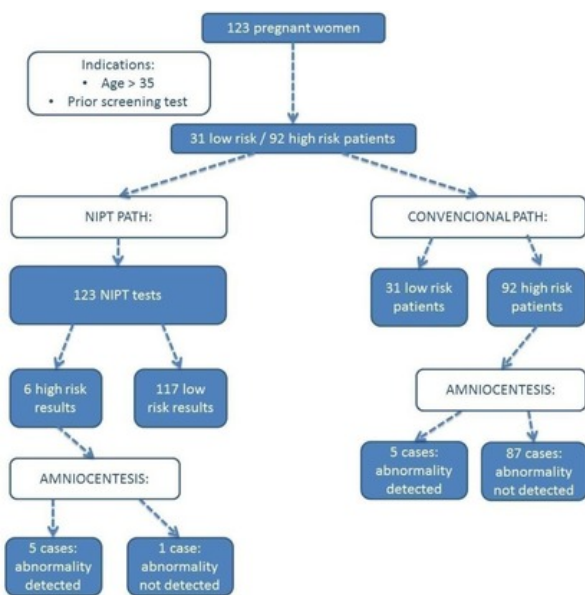 123 pregnant women
Indications:
• Age > 35
• Prior screening test
31 low risk / 92 high risk patients
NIPT PATH:
CONVENCIONAL PATH:
123 NIPT tests
31 low risk
patients
92 high risk
patients
6 high risk
results
117 low
risk results
AMNIOCENTESIS:
5 cases:
abnormality
detected
87 cases:
abnormality
not detected
AMNIOCENTESIS:
5 cases:
abnormality
detected
1 case:
abnormality
not detected